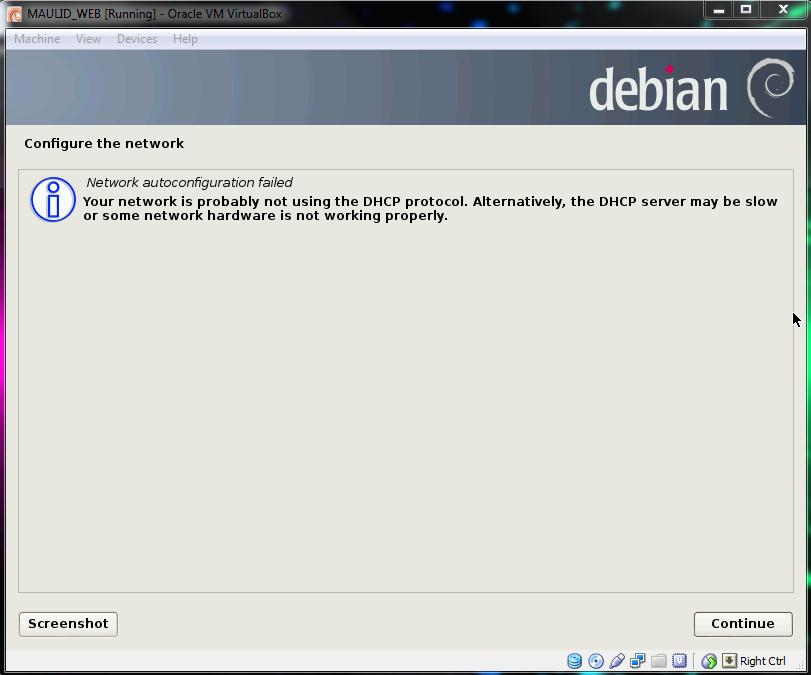 MAULID_WEB [Running] - Oracle VM VirtualBox
Machine View Devices Help
debian
Configure the network
Network autoconfiguration failed
Your network is probably not using the DHCP protocol. Alternatively, the DHCP server may be slow
or some network hardware is not working properly.
Screenshot Continue
Right Ctrl